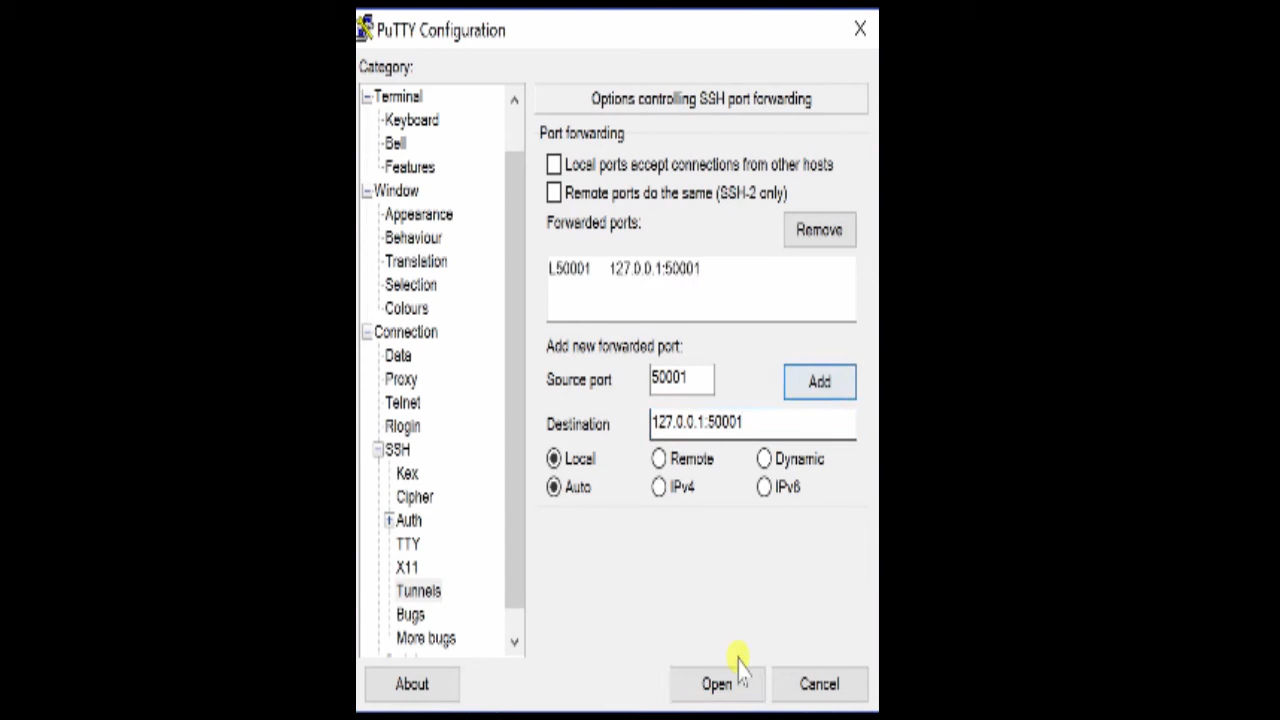 PuTTY Configuration
X
Category:
Terminal
Keyboard
Bell
Features
Window
Appearance
Behaviour
Translation
Selection
Colours
Connection
Data
Proxy
Telnet
Rlogin
SSH
Kex
Cipher
Auth
TTY
X11
Tunnels
Bugs
More bugs
Options controlling SSH port forwarding
Port forwarding
Local ports accept connections from other hosts
Remote ports do the same (SSH-2 only)
Forwarded ports:
Remove
L50001 127.0.0.1:50001
Add new forwarded port:
Source port 50001 Add
Destination 127.0.0.1:50001
Local Remote Dynamic
Auto IPv4 IPv6
About Open Cancel